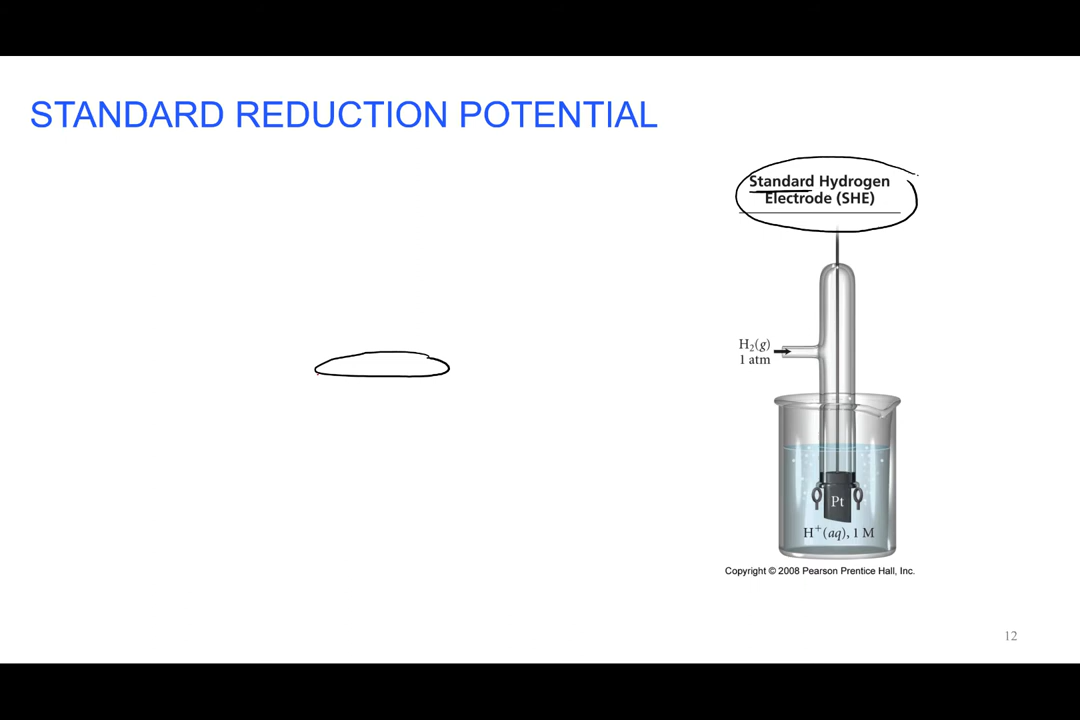 STANDARD REDUCTION POTENTIAL
Standard Hydrogen
Electrode (SHE)
H₂(g)
1 atm
Pt
H⁺(aq), 1 M
Copyright © 2008 Pearson Prentice Hall, Inc.
12